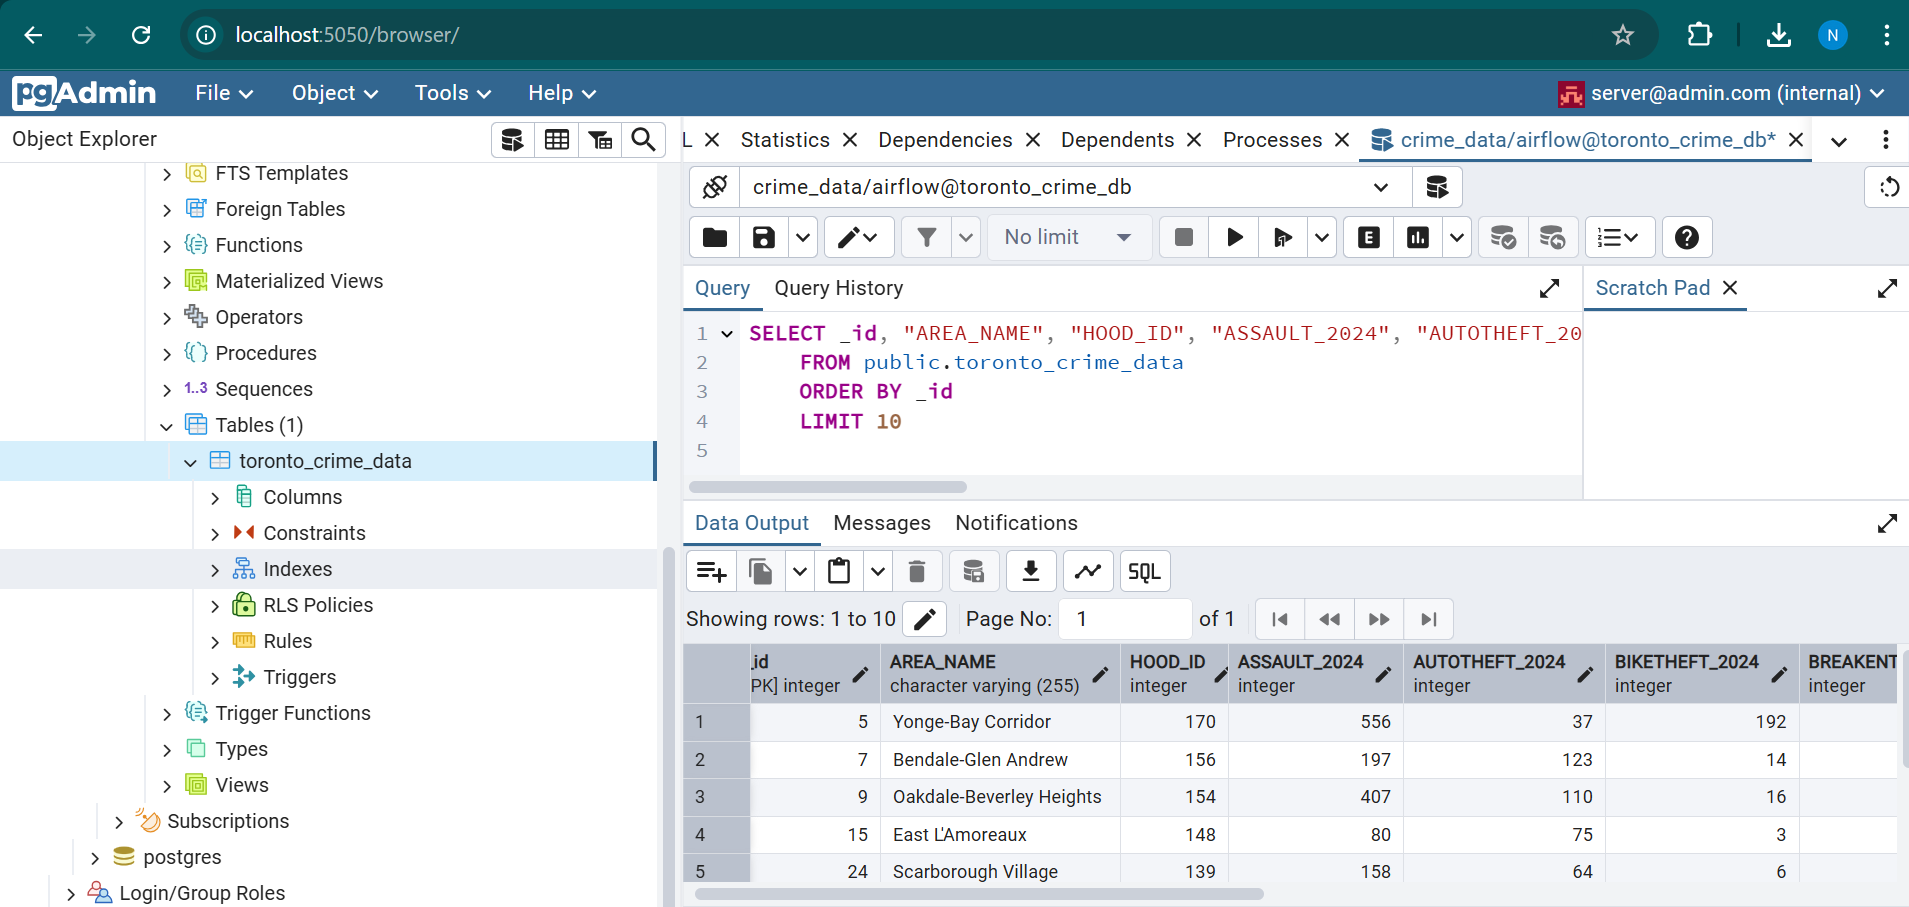 localhost:5050/browser/
N
pgAdmin
File
Object
Tools
Help
server@admin.com (internal)
Object Explorer
L
Statistics
Dependencies
Dependents
Processes
crime_data/airflow@toronto_crime_db*
FTS Templates
Foreign Tables
Functions
Materialized Views
Operators
Procedures
1..3 Sequences
Tables (1)
toronto_crime_data
Columns
Constraints
Indexes
RLS Policies
Rules
Triggers
Trigger Functions
Types
Views
Subscriptions
postgres
Login/Group Roles
crime_data/airflow@toronto_crime_db
No limit
E
Query
Query History
Scratch Pad
1 SELECT _id, "AREA_NAME", "HOOD_ID", "ASSAULT_2024", "AUTOTHEFT_20
2 FROM public.toronto_crime_data
3 ORDER BY _id
4 LIMIT 10
5
Data Output
Messages
Notifications
SQL
Showing rows: 1 to 10
Page No: 1 of 1
_id AREA_NAME HOOD_ID ASSAULT_2024 AUTOTHEFT_2024 BIKETHEFT_2024 BREAKENT
PK] integer character varying (255) integer integer integer integer integer
1 5 Yonge-Bay Corridor 170 556 37 192
2 7 Bendale-Glen Andrew 156 197 123 14
3 9 Oakdale-Beverley Heights 154 407 110 16
4 15 East L'Amoreaux 148 80 75 3
5 24 Scarborough Village 139 158 64 6